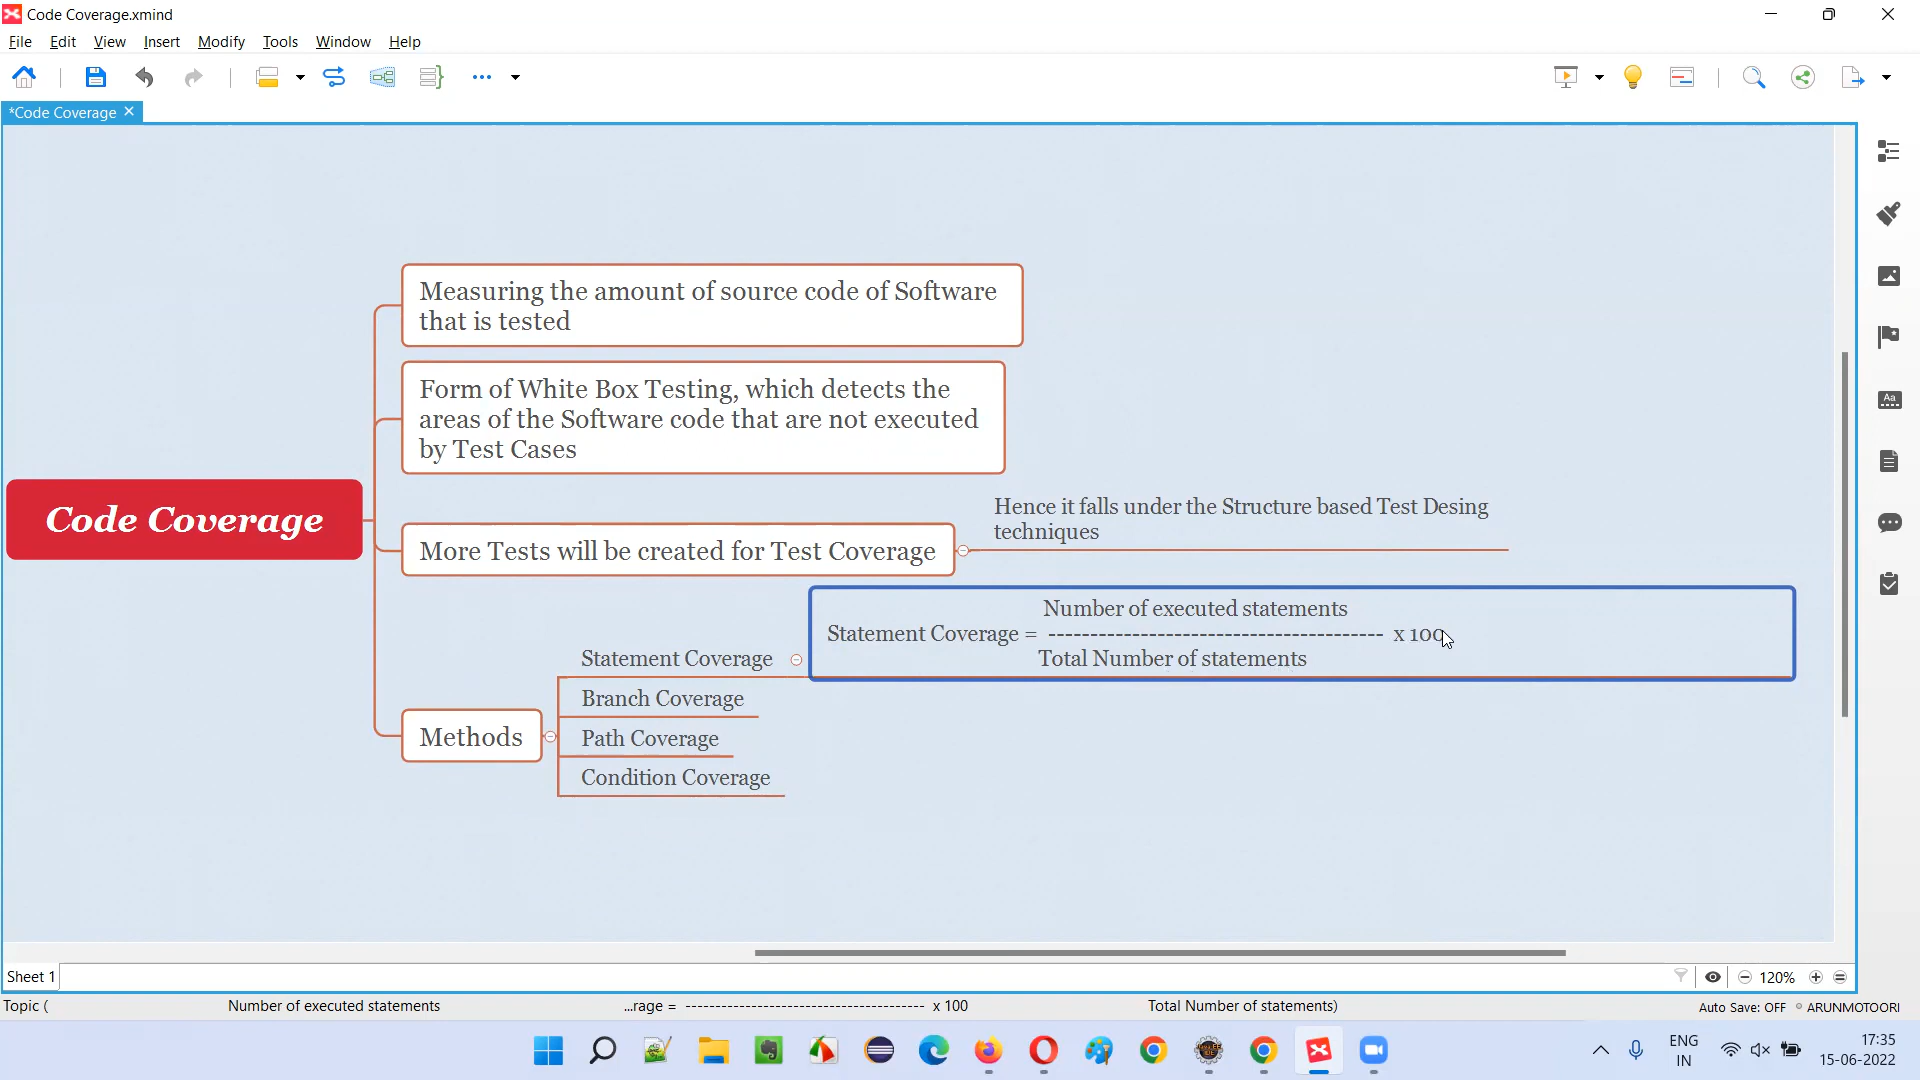 Code Coverage.xmind
File Edit View Insert Modify Tools Window Help
*Code Coverage
Measuring the amount of source code of Software
that is tested
Form of White Box Testing, which detects the
areas of the Software code that are not executed
by Test Cases
Code Coverage
More Tests will be created for Test Coverage
Hence it falls under the Structure based Test Desing
techniques
Methods
Statement Coverage
Number of executed statements
Statement Coverage = ---------------------------------------- x 100
Total Number of statements
Branch Coverage
Path Coverage
Condition Coverage
Aa
Sheet 1
120%
Topic ( Number of executed statements ...rage = ---------------------------------------- x 100 Total Number of statements)
Auto Save: OFF ARUNMOTOORI
ENG
IN
17:35
15-06-2022